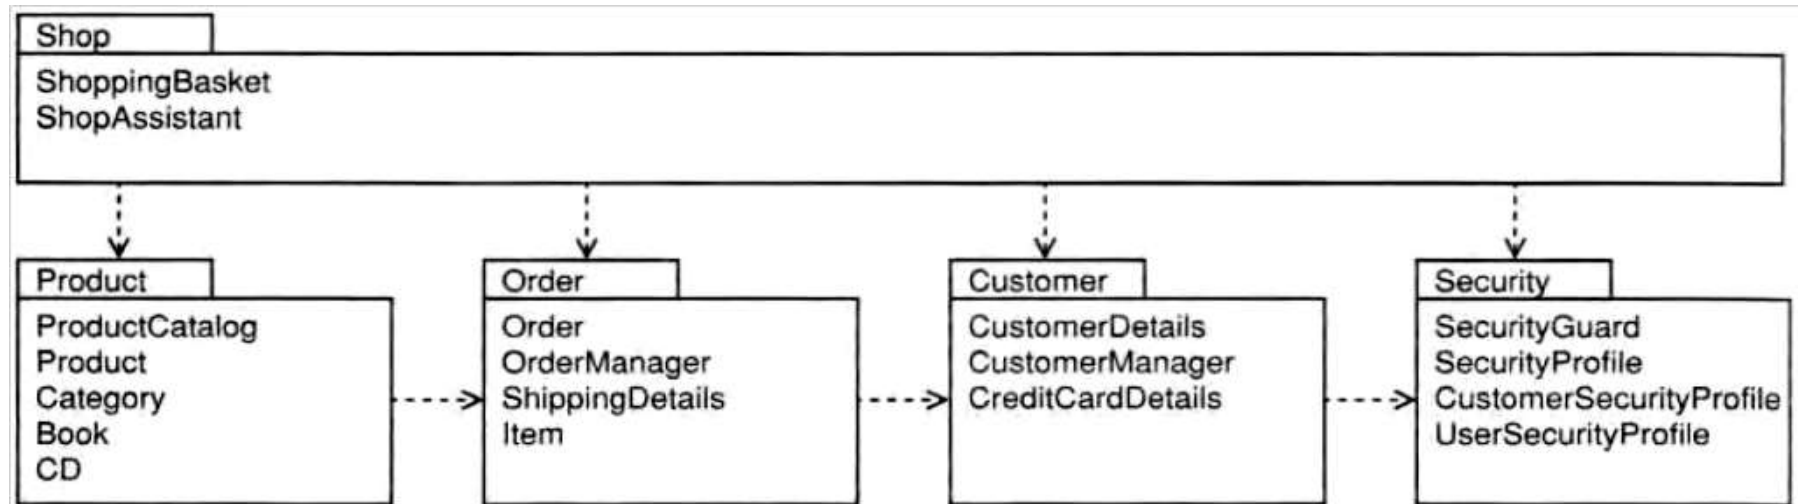 Shop
ShoppingBasket
ShopAssistant
Product
ProductCatalog
Product
Category
Book
CD
Order
Order
OrderManager
ShippingDetails
Item
Customer
CustomerDetails
CustomerManager
CreditCardDetails
Security
SecurityGuard
SecurityProfile
CustomerSecurityProfile
UserSecurityProfile